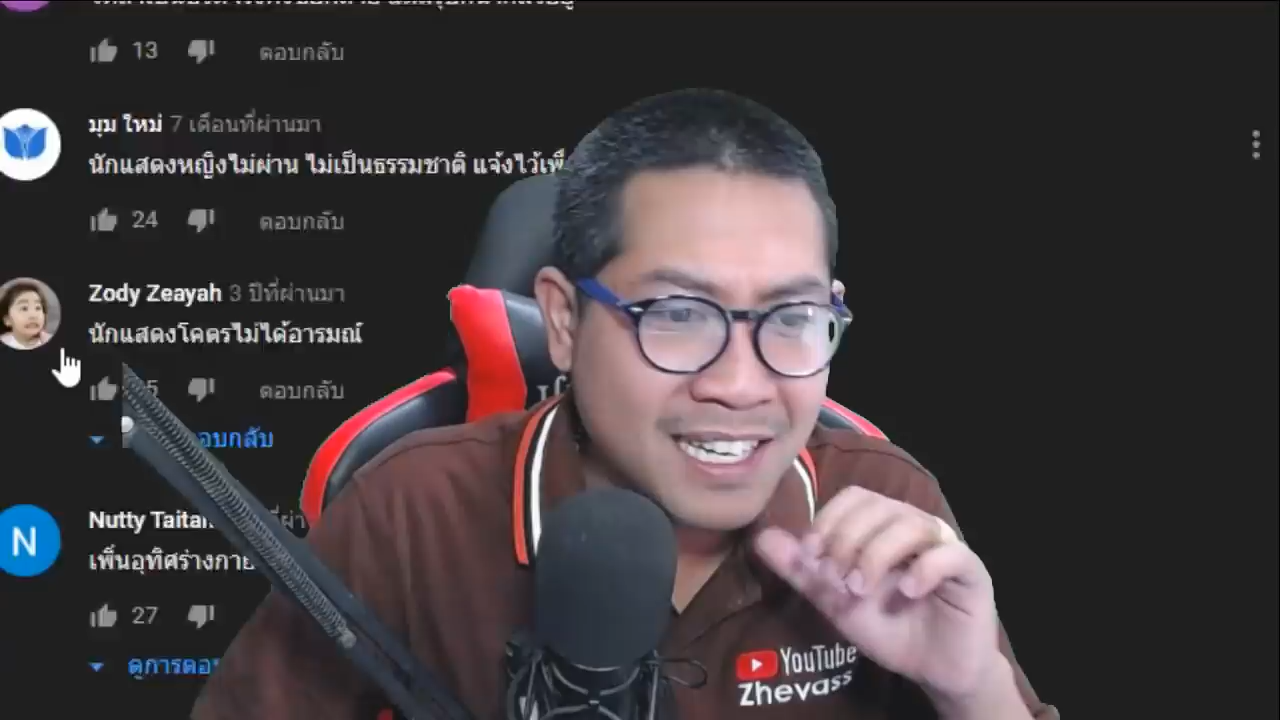 13 ตอบกลับ
มุม ใหม่ 7 เดือนที่ผ่านมา
นักแสดงหญิงไม่ผ่าน ไม่เป็นธรรมชาติ แจ้งไว้เพื่
24 ตอบกลับ
Zody Zeayah 3 ปีที่ผ่านมา
นักแสดงโคตรไม่ได้อารมณ์
ตอบกลับ
Nutty
เพิ่นอุทิศร่างกาย
27
YouTube
Zhevass